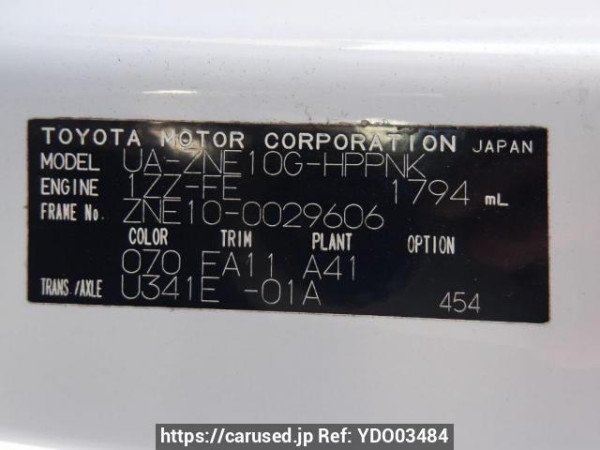 TOYOTA MOTOR CORPORATION JAPAN
MODEL UA-ZNE10G-HPPNK
ENGINE 1ZZ-FE 1794 mL
FRAME No. ZNE10-0029606
COLOR TRIM PLANT OPTION
070 FA11 A41
TRANS./AXLE U341E -01A 454
https://carused.jp Ref: YDO03484